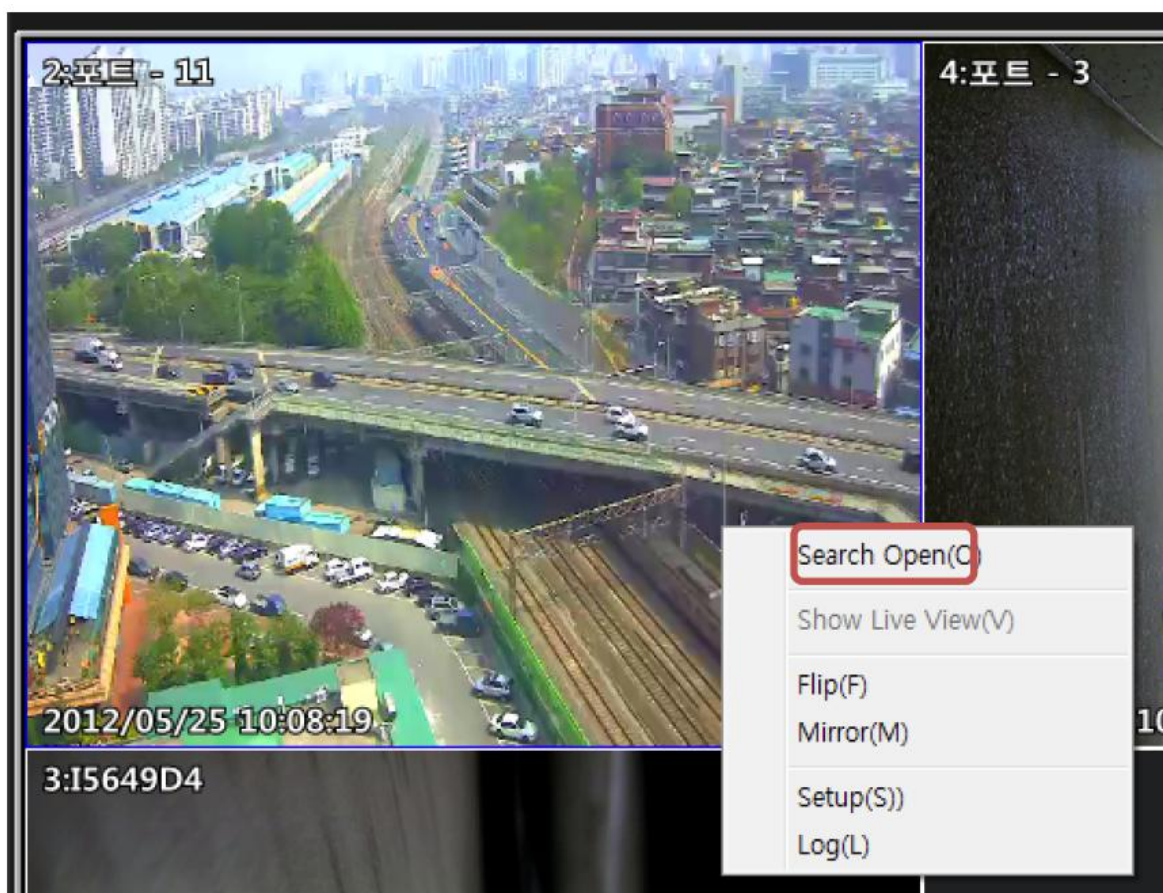 2:포트 - 11
4:포트 - 3
2012/05/25 10:08:19
10
3:I5649D4
Search Open(O)
Show Live View(V)
Flip(F)
Mirror(M)
Setup(S))
Log(L)